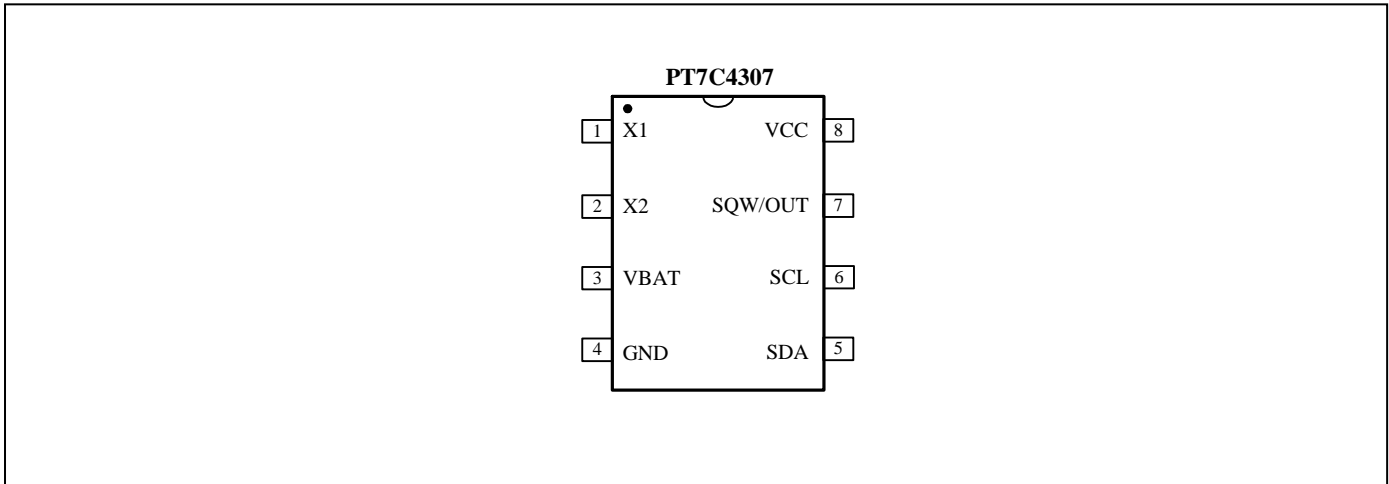 PT7C4307
1 X1 VCC 8
2 X2 SQW/OUT 7
3 VBAT SCL 6
4 GND SDA 5